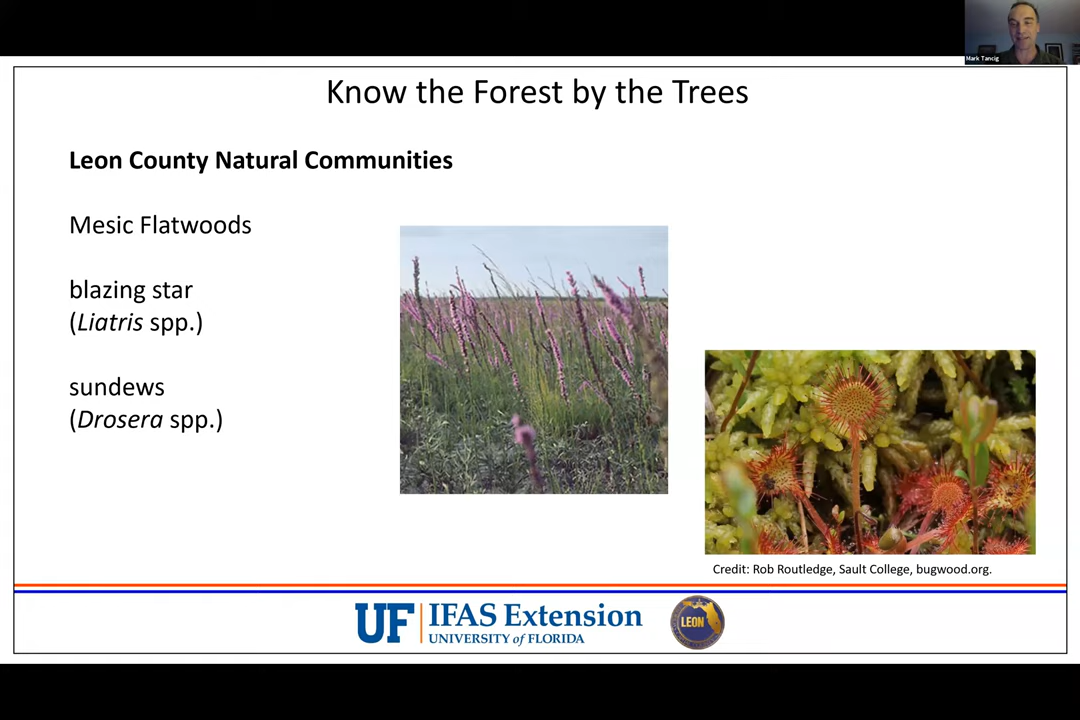 Mark Tancig
Know the Forest by the Trees
Leon County Natural Communities
Mesic Flatwoods
blazing star
(Liatris spp.)
sundews
(Drosera spp.)
Credit: Rob Routledge, Sault College, bugwood.org.
UF IFAS Extension
UNIVERSITY of FLORIDA
LEON